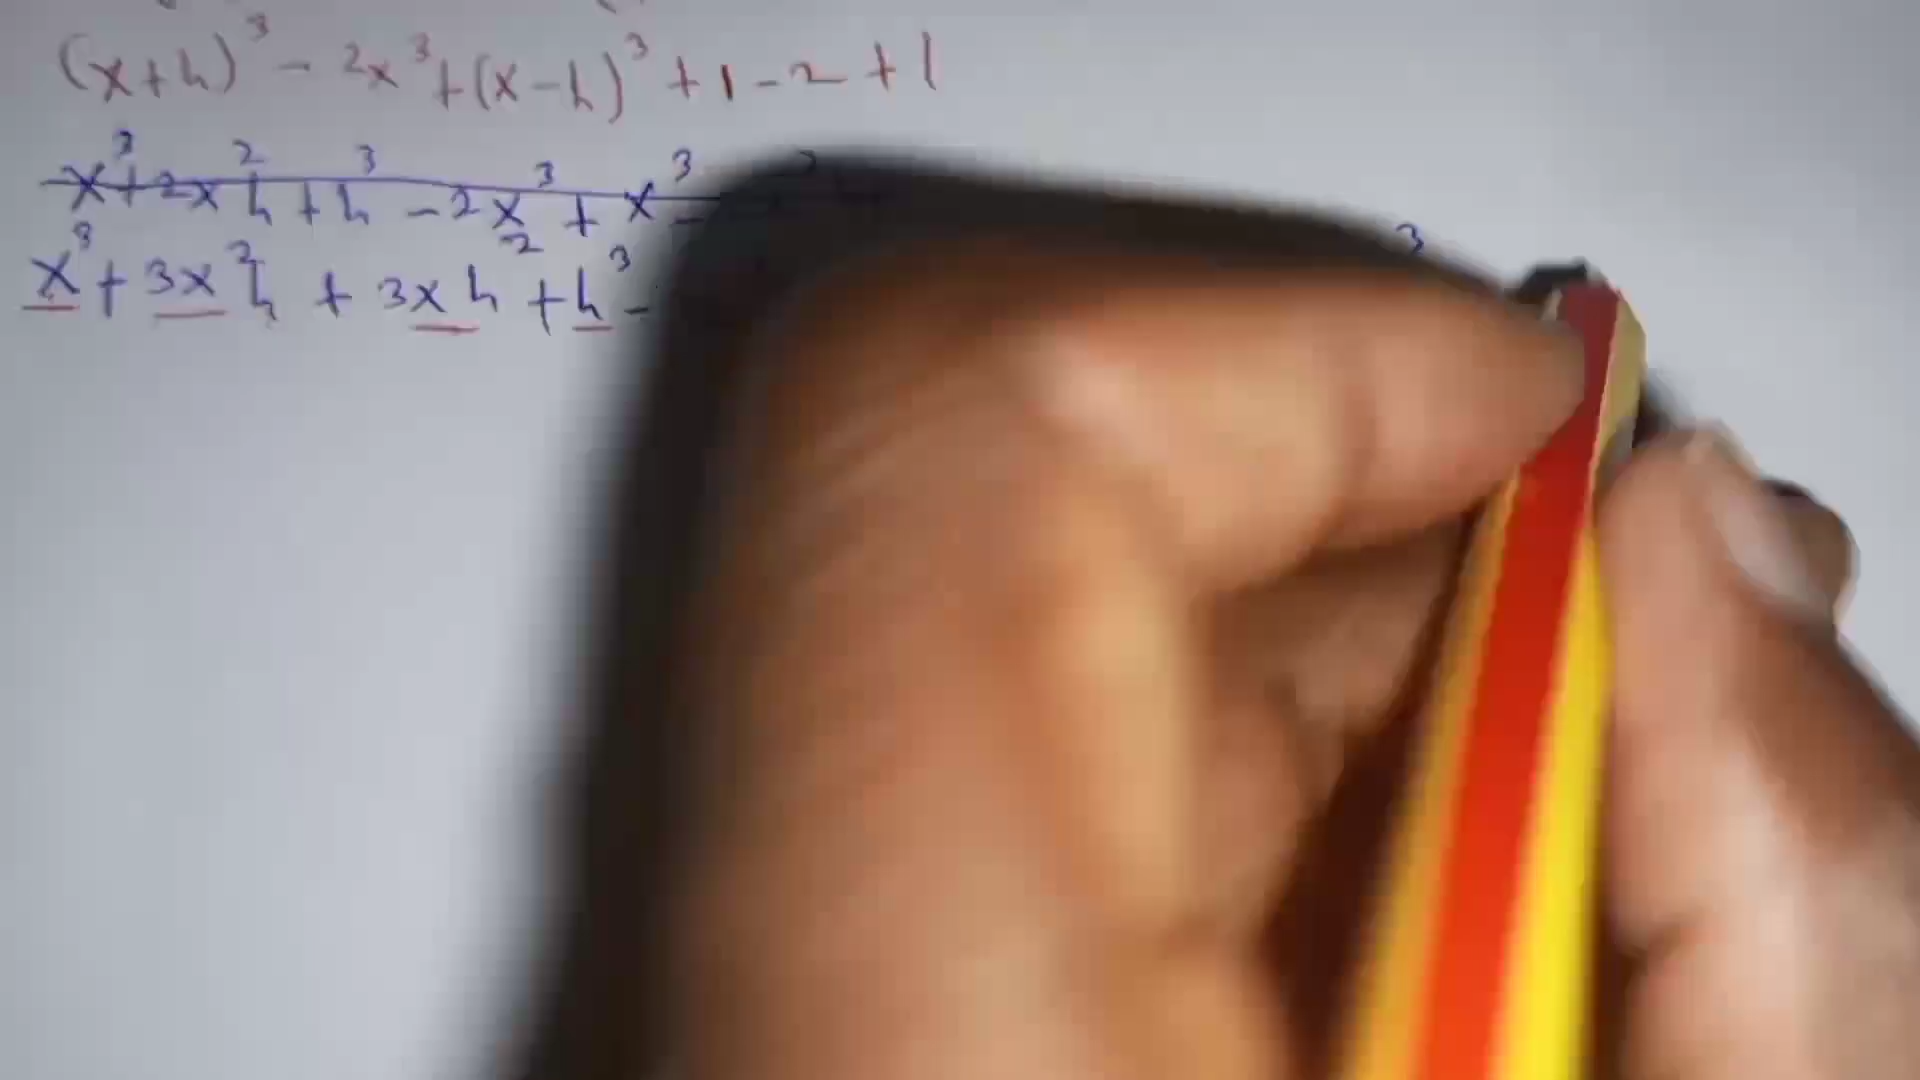 (x+h)³ - 2x³ + (x-h)³ + 1 - 2 + 1
x³ + 2x²h + h³ - 2x³ + x³ -
x³ + 3x²h + 3xh² + h³ -